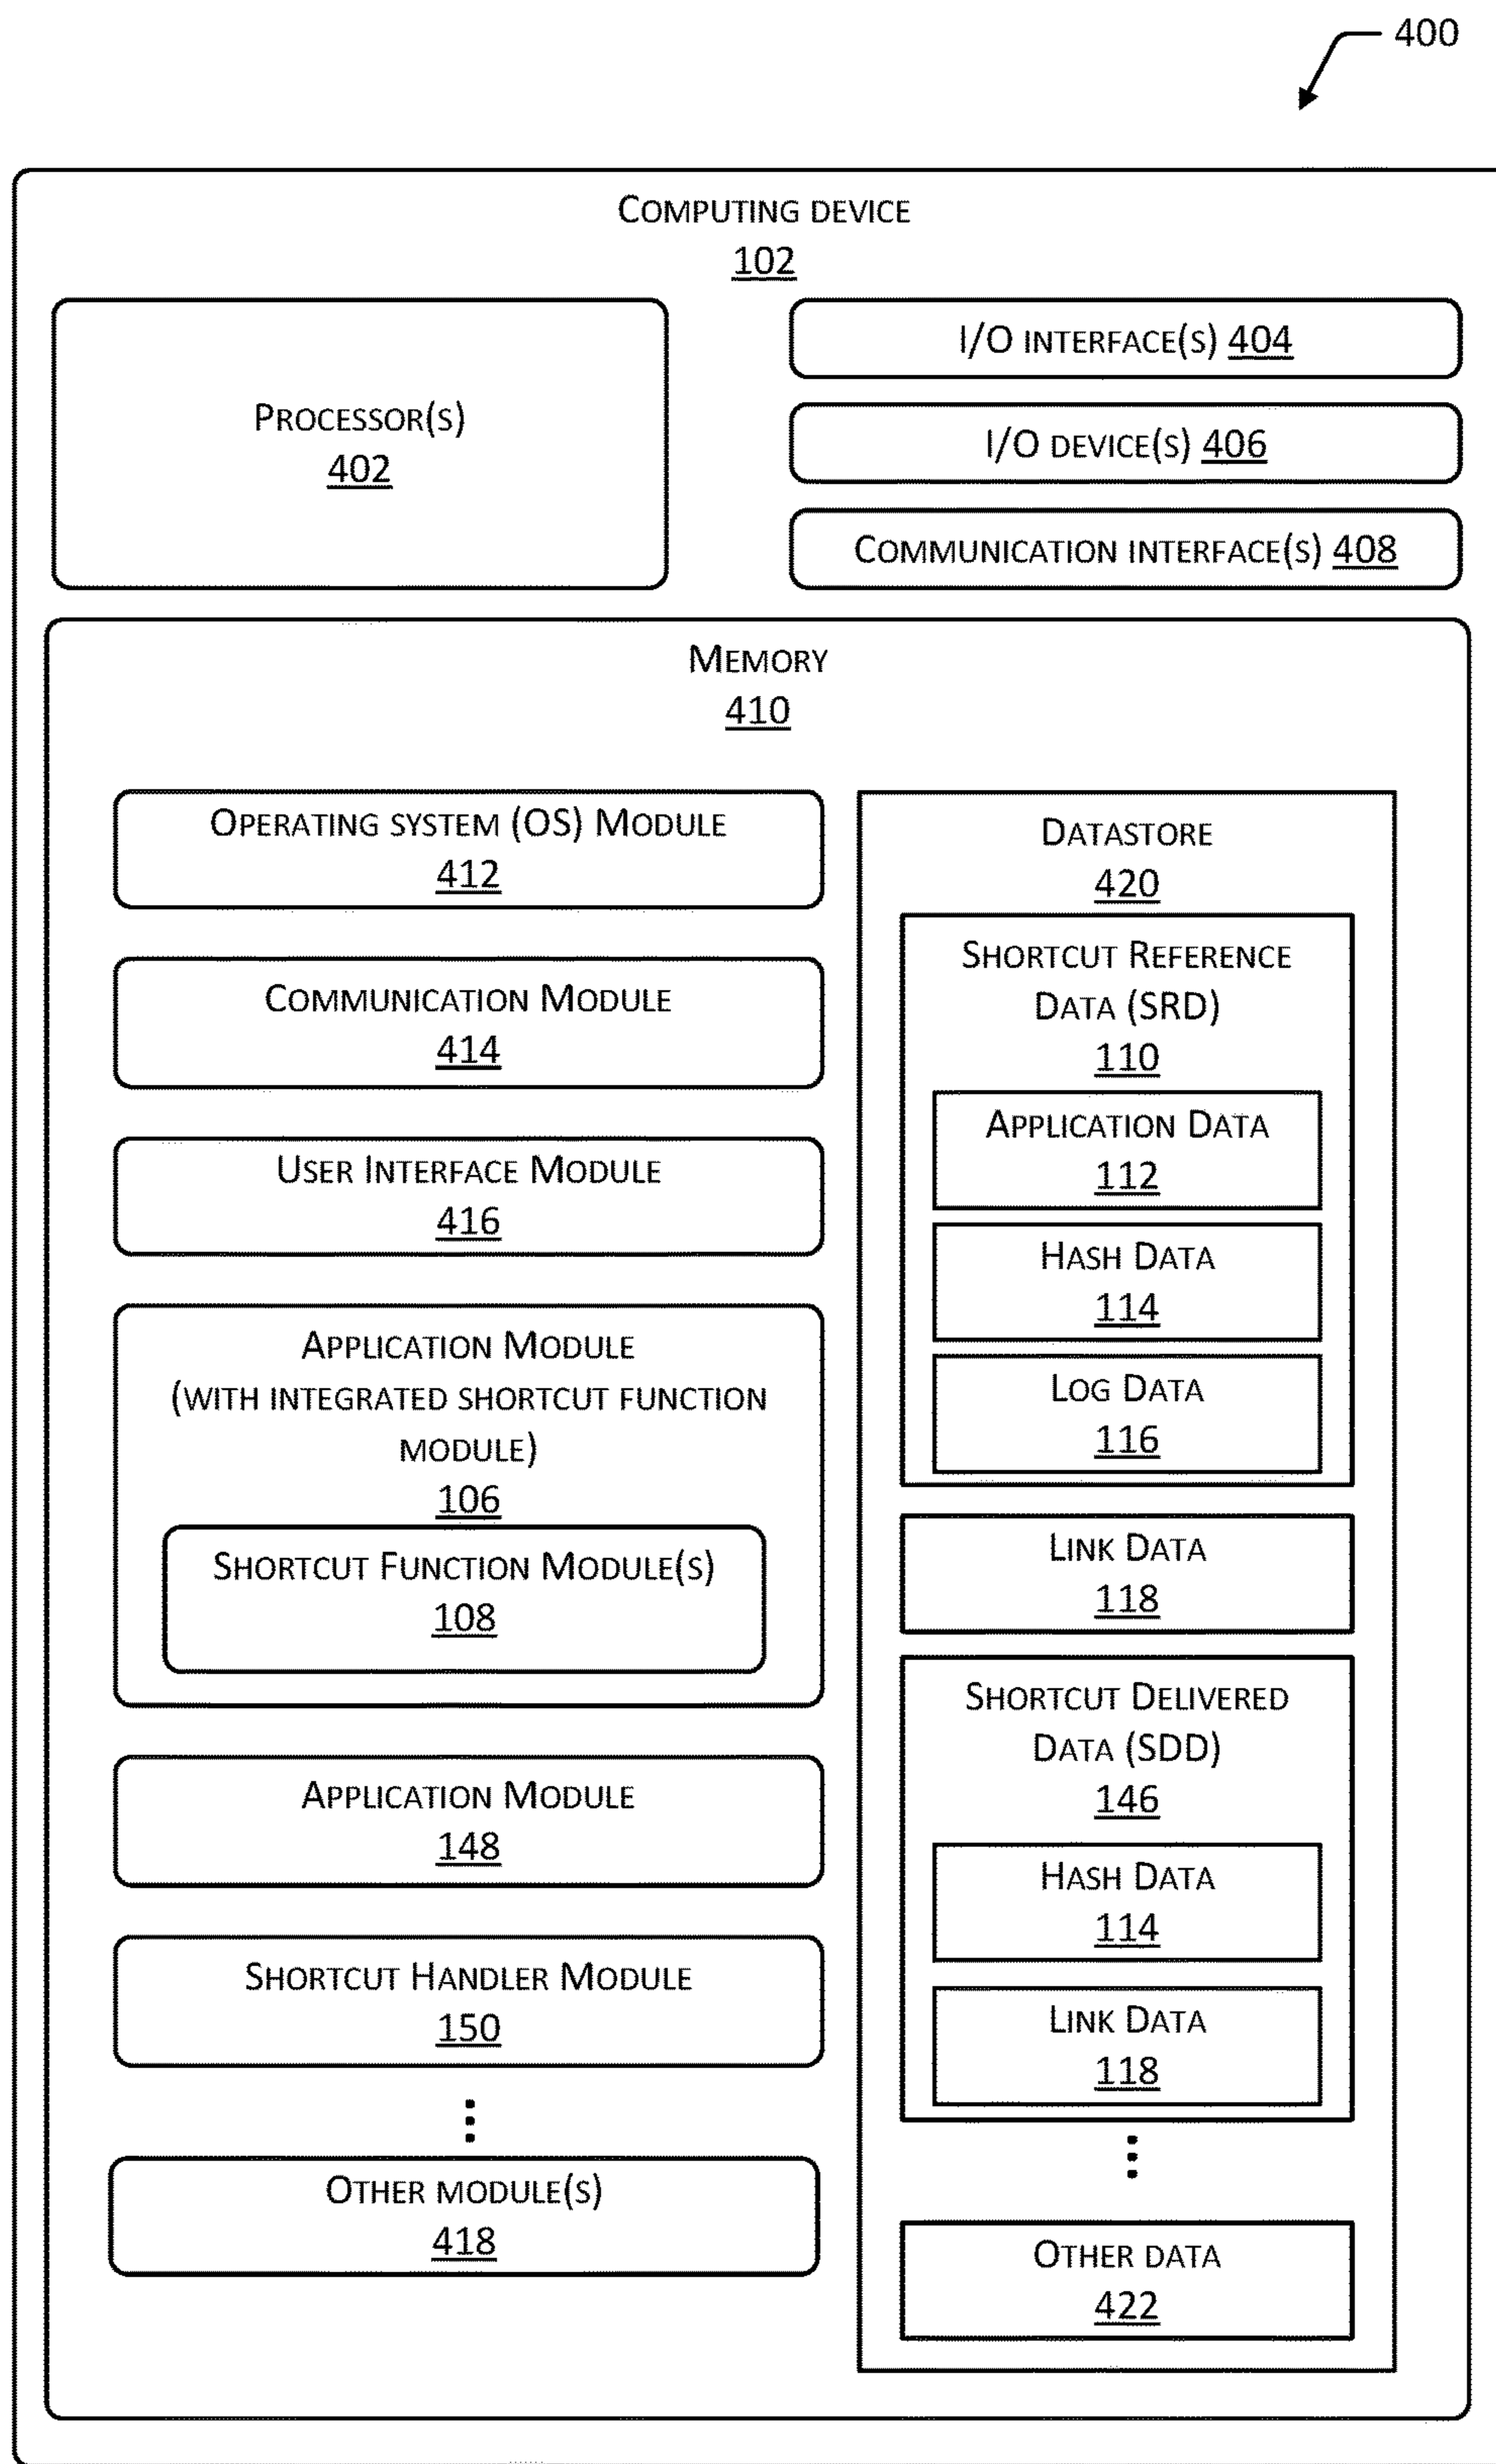 400
Computing device
102
Processor(s)
402
I/O interface(s) 404
I/O device(s) 406
Communication interface(s) 408
Memory
410
Operating system (OS) Module
412
Communication Module
414
User Interface Module
416
Application Module
(with integrated shortcut function
module)
106
Shortcut Function Module(s)
108
Application Module
148
Shortcut Handler Module
150
Other module(s)
418
Datastore
420
Shortcut Reference
Data (SRD)
110
Application Data
112
Hash Data
114
Log Data
116
Link Data
118
Shortcut Delivered
Data (SDD)
146
Hash Data
114
Link Data
118
Other data
422